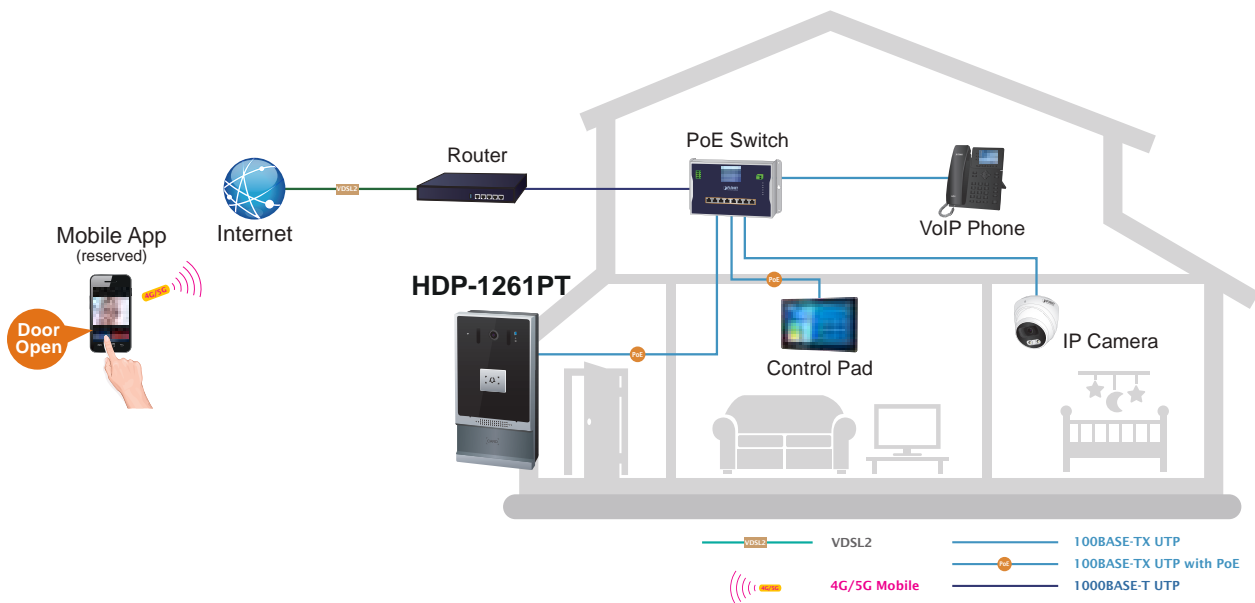 PoE Switch
Router
VDSL2
VoIP Phone
Internet
Mobile App
(reserved)
4G/5G
HDP-1261PT
PoE
Door
Open
PoE
IP Camera
Control Pad
VDSL2
VDSL2
100BASE-TX UTP
PoE
100BASE-TX UTP with PoE
4G/5G
4G/5G Mobile
1000BASE-T UTP